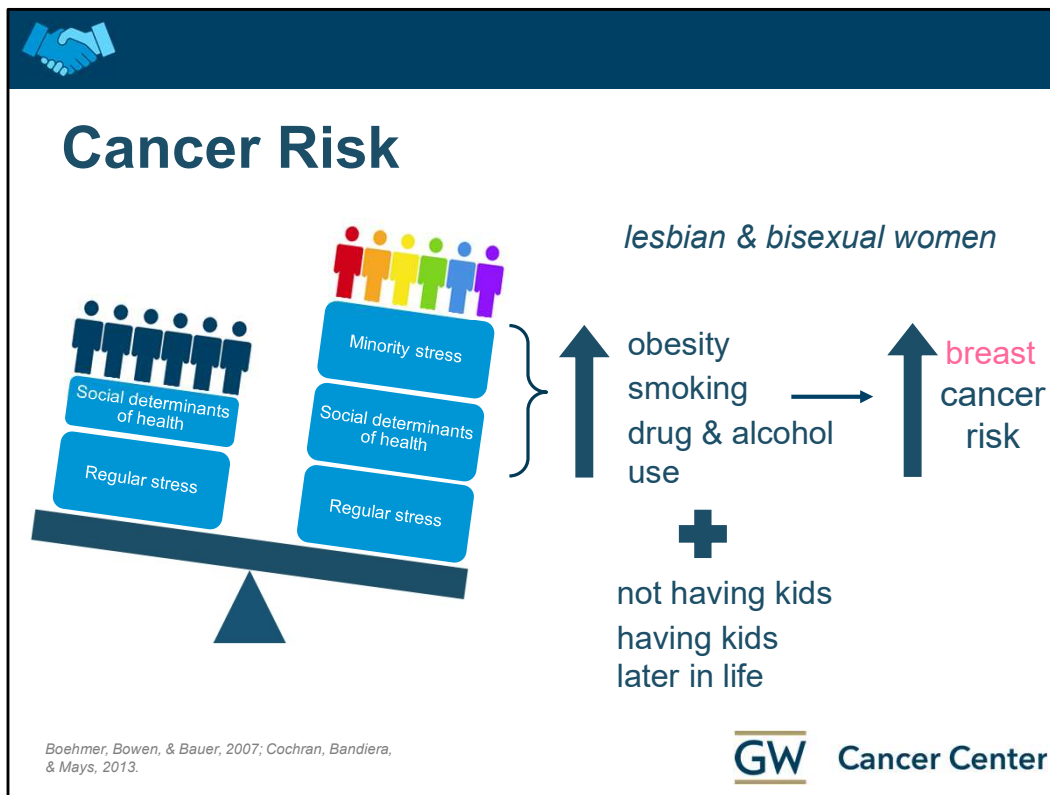 Cancer Risk
lesbian & bisexual women
Social determinants
of health
Regular stress
Minority stress
Social determinants
of health
Regular stress
obesity
smoking
drug & alcohol
use
breast
cancer
risk
not having kids
having kids
later in life
Boehmer, Bowen, & Bauer, 2007; Cochran, Bandiera,
& Mays, 2013.
GW Cancer Center